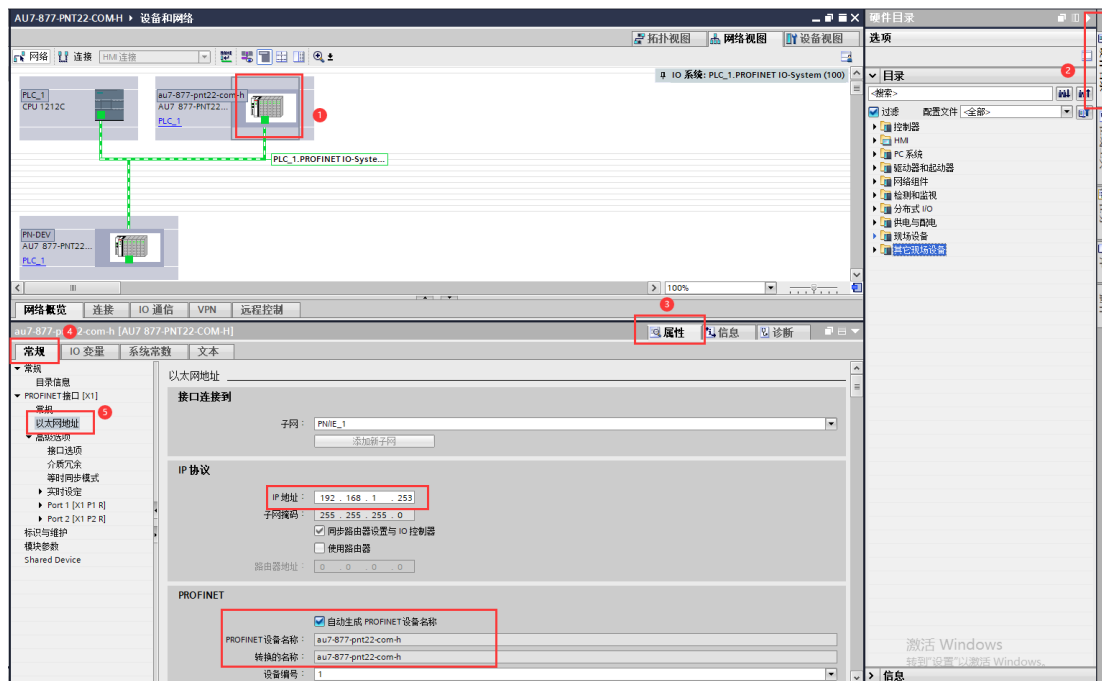 AU7-877-PNT22-COM-H ▸ 设备和网络
硬件目录
拓扑视图 网络视图 设备视图
选项
网络 连接 HMI连接
IO 系统: PLC_1.PROFINET IO-System (100)
2
目录
<搜索>
过滤 配置文件 <全部>
控制器
HMI
PC 系统
驱动器和起动器
网络组件
检测和监视
分布式 I/O
供电与配电
现场设备
其它现场设备
PLC_1
CPU 1212C
au7-877-pnt22-com-h
AU7 877-PNT22...
PLC_1
1
PLC_1.PROFINET IO-Syste...
PN-DEV
AU7 877-PNT22...
PLC_1
100%
3
网络概览 连接 IO 通信 VPN 远程控制
4
au7-877-p 2-com-h [AU7 877-PNT22-COM-H]
属性 信息 诊断
常规 IO 变量 系统常数 文本
常规
目录信息
PROFINET接口 [X1]
常规
5
以太网地址
高级选项
接口选项
介质冗余
等时同步模式
实时设定
Port 1 [X1 P1 R]
Port 2 [X1 P2 R]
标识与维护
模块参数
Shared Device
以太网地址
接口连接到
子网: PN/IE_1
添加新子网
IP 协议
IP 地址: 192 . 168 . 1 . 253
子网掩码: 255 . 255 . 255 . 0
同步路由器设置与 IO 控制器
使用路由器
路由器地址: 0 . 0 . 0 . 0
PROFINET
自动生成 PROFINET 设备名称
PROFINET设备名称: au7-877-pnt22-com-h
转换的名称: au7-877-pnt22-com-h
设备编号: 1
激活 Windows
转到"设置"以激活 Windows。
信息